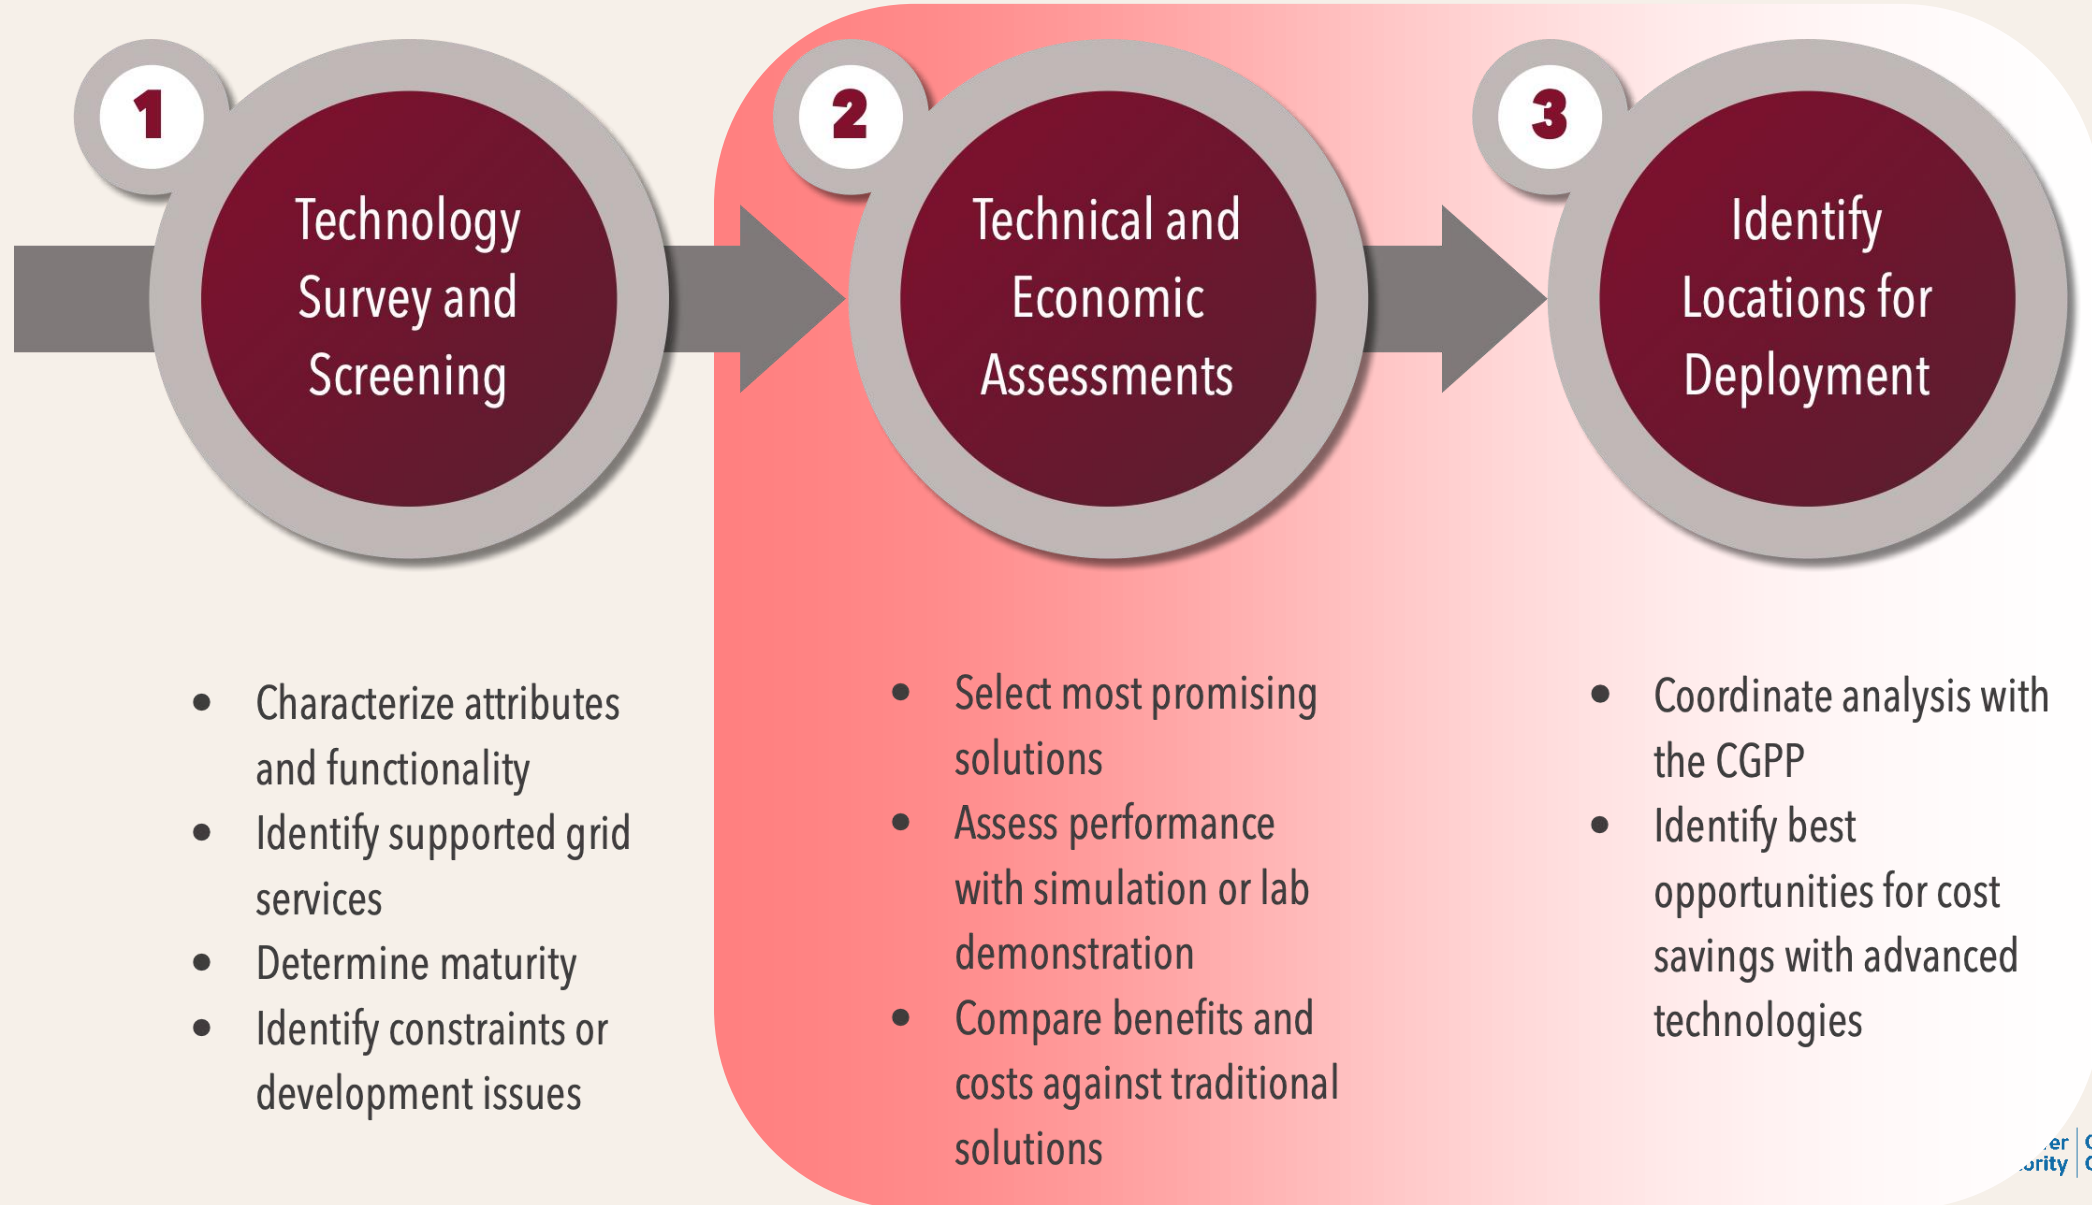 1
Technology
Survey and
Screening
• Characterize attributes
and functionality
• Identify supported grid
services
• Determine maturity
• Identify constraints or
development issues
2
Technical and
Economic
Assessments
• Select most promising
solutions
• Assess performance
with simulation or lab
demonstration
• Compare benefits and
costs against traditional
solutions
3
Identify
Locations for
Deployment
• Coordinate analysis with
the CGPP
• Identify best
opportunities for cost
savings with advanced
technologies